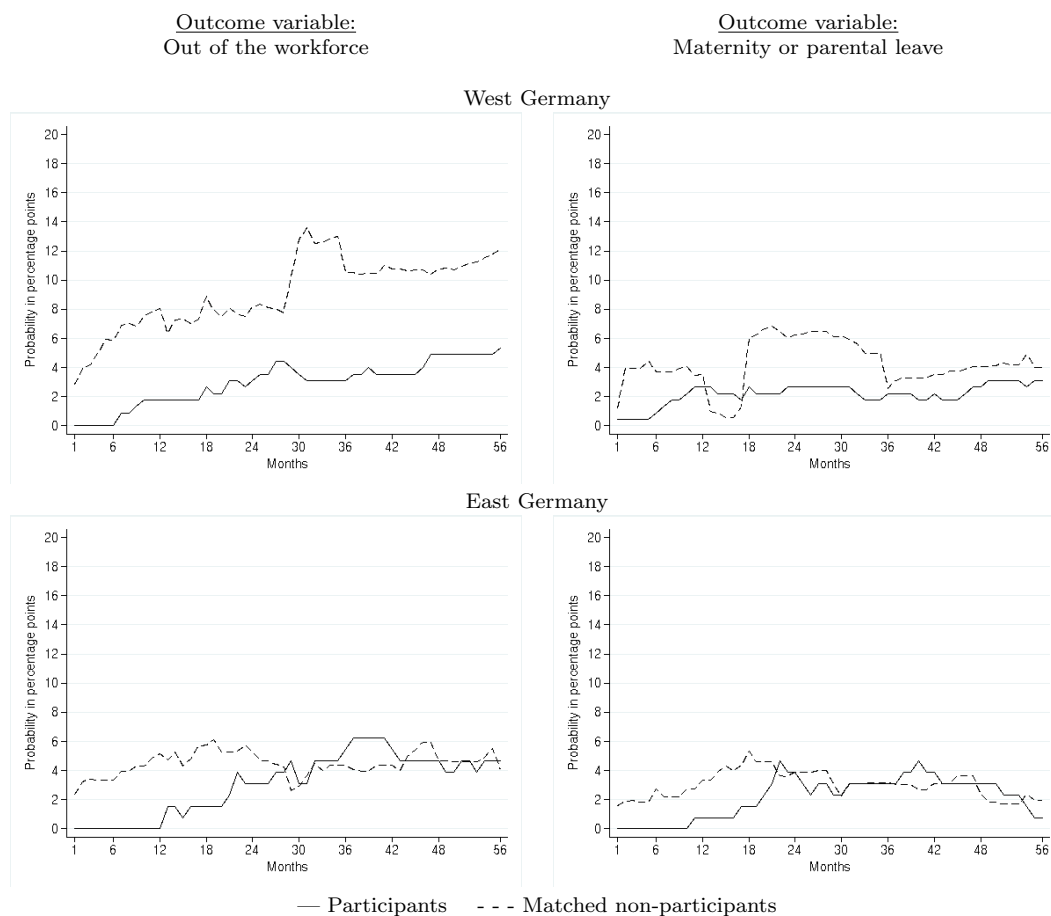 Outcome variable:
Out of the workforce
Outcome variable:
Maternity or parental leave
West Germany
Probability in percentage points
20
18
16
14
12
10
8
6
4
2
0
1 6 12 18 24 30 36 42 48 56
Months
Probability in percentage points
20
18
16
14
12
10
8
6
4
2
0
1 6 12 18 24 30 36 42 48 56
Months
East Germany
Probability in percentage points
20
18
16
14
12
10
8
6
4
2
0
1 6 12 18 24 30 36 42 48 56
Months
Probability in percentage points
20
18
16
14
12
10
8
6
4
2
0
1 6 12 18 24 30 36 42 48 56
Months
— Participants - - - Matched non-participants